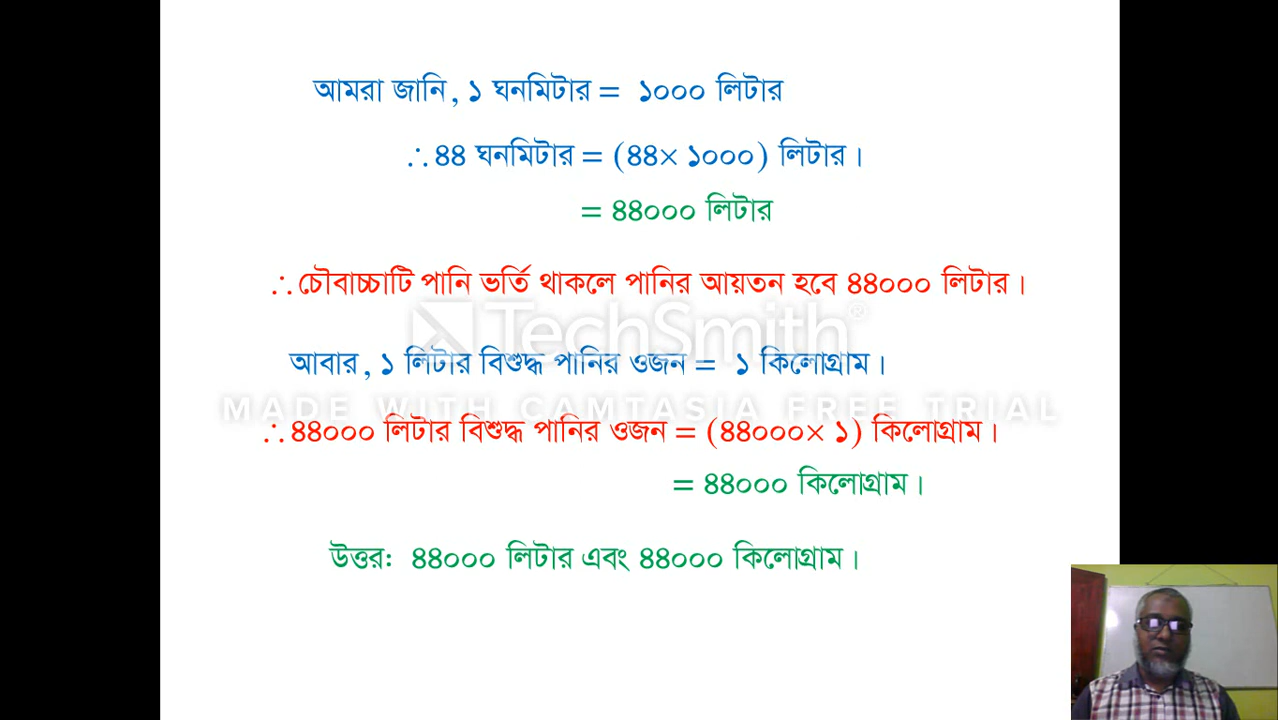 আমরা জানি, ১ ঘনমিটার = ১০০০ লিটার
∴ ৪৪ ঘনমিটার = (৪৪× ১০০০) লিটার।
= ৪৪০০০ লিটার
∴ চৌবাচ্চাটি পানি ভর্তি থাকলে পানির আয়তন হবে ৪৪০০০ লিটার।
TechSmith®
আবার, ১ লিটার বিশুদ্ধ পানির ওজন = ১ কিলোগ্রাম।
MADE WITH CAMTASIA FREE TRIAL
∴ ৪৪০০০ লিটার বিশুদ্ধ পানির ওজন = (৪৪০০০× ১) কিলোগ্রাম।
= ৪৪০০০ কিলোগ্রাম।
উত্তর: ৪৪০০০ লিটার এবং ৪৪০০০ কিলোগ্রাম।